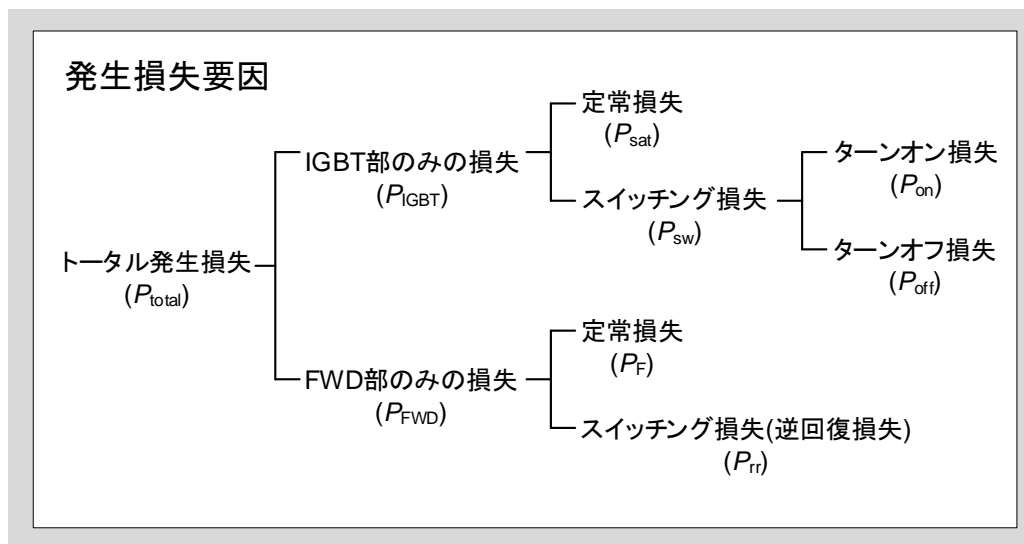 発生損失要因
トータル発生損失
(Ptotal)
IGBT部のみの損失
(PIGBT)
定常損失
(Psat)
スイッチング損失
(Psw)
ターンオン損失
(Pon)
ターンオフ損失
(Poff)
FWD部のみの損失
(PFWD)
定常損失
(PF)
スイッチング損失(逆回復損失)
(Prr)